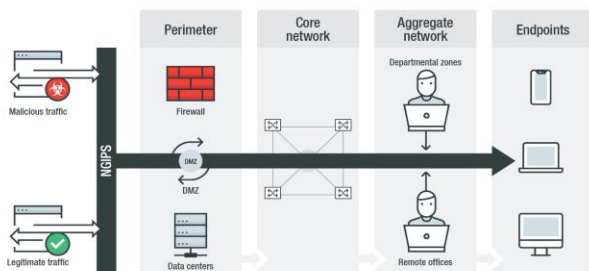 Perimeter
Core
network
Aggregate
network
Endpoints
Malicious traffic
Legitimate traffic
NGIPS
Firewall
DMZ
DMZ
Data centers
Departmental zones
Remote offices